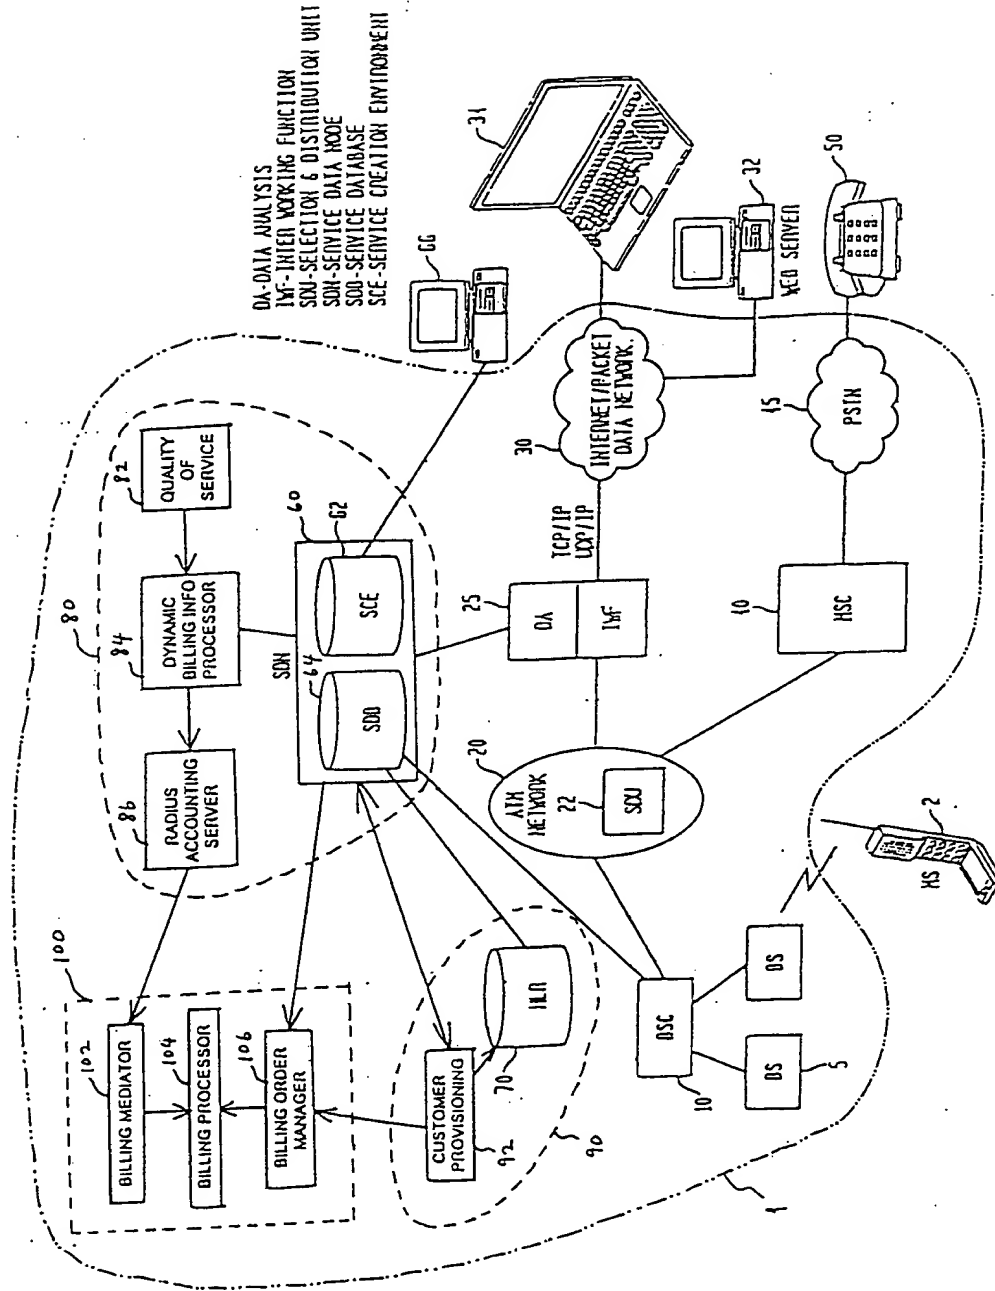 DA-DATA ANALYSIS
IWF-INTER WORKING FUNCTION
SDU-SELECTION & DISTRIBUTION UNIT
SDN-SERVICE DATA NODE
SDD-SERVICE DATABASE
SCE-SERVICE CREATION ENVIRONMENT
100
102
BILLING MEDIATOR
104
BILLING PROCESSOR
106
BILLING ORDER
MANAGER
86
RADIUS
ACCOUNTING
SERVER
80
84
DYNAMIC
BILLING INFO
PROCESSOR
82
QUALITY
OF
SERVICE
CUSTOMER
PROVISIONING
92
90
70
HLR
SDN
64
SDD
60
62
SCE
66
BSC
10
BS
5
BS
20
ATM
NETWORK
22
SDU
25
DA
IWF
TCP/IP
UDP/IP
30
INTERNET/PACKET
DATA NETWORK
31
32
WEB SERVER
MSC
45
PSTN
50
MS
2
1